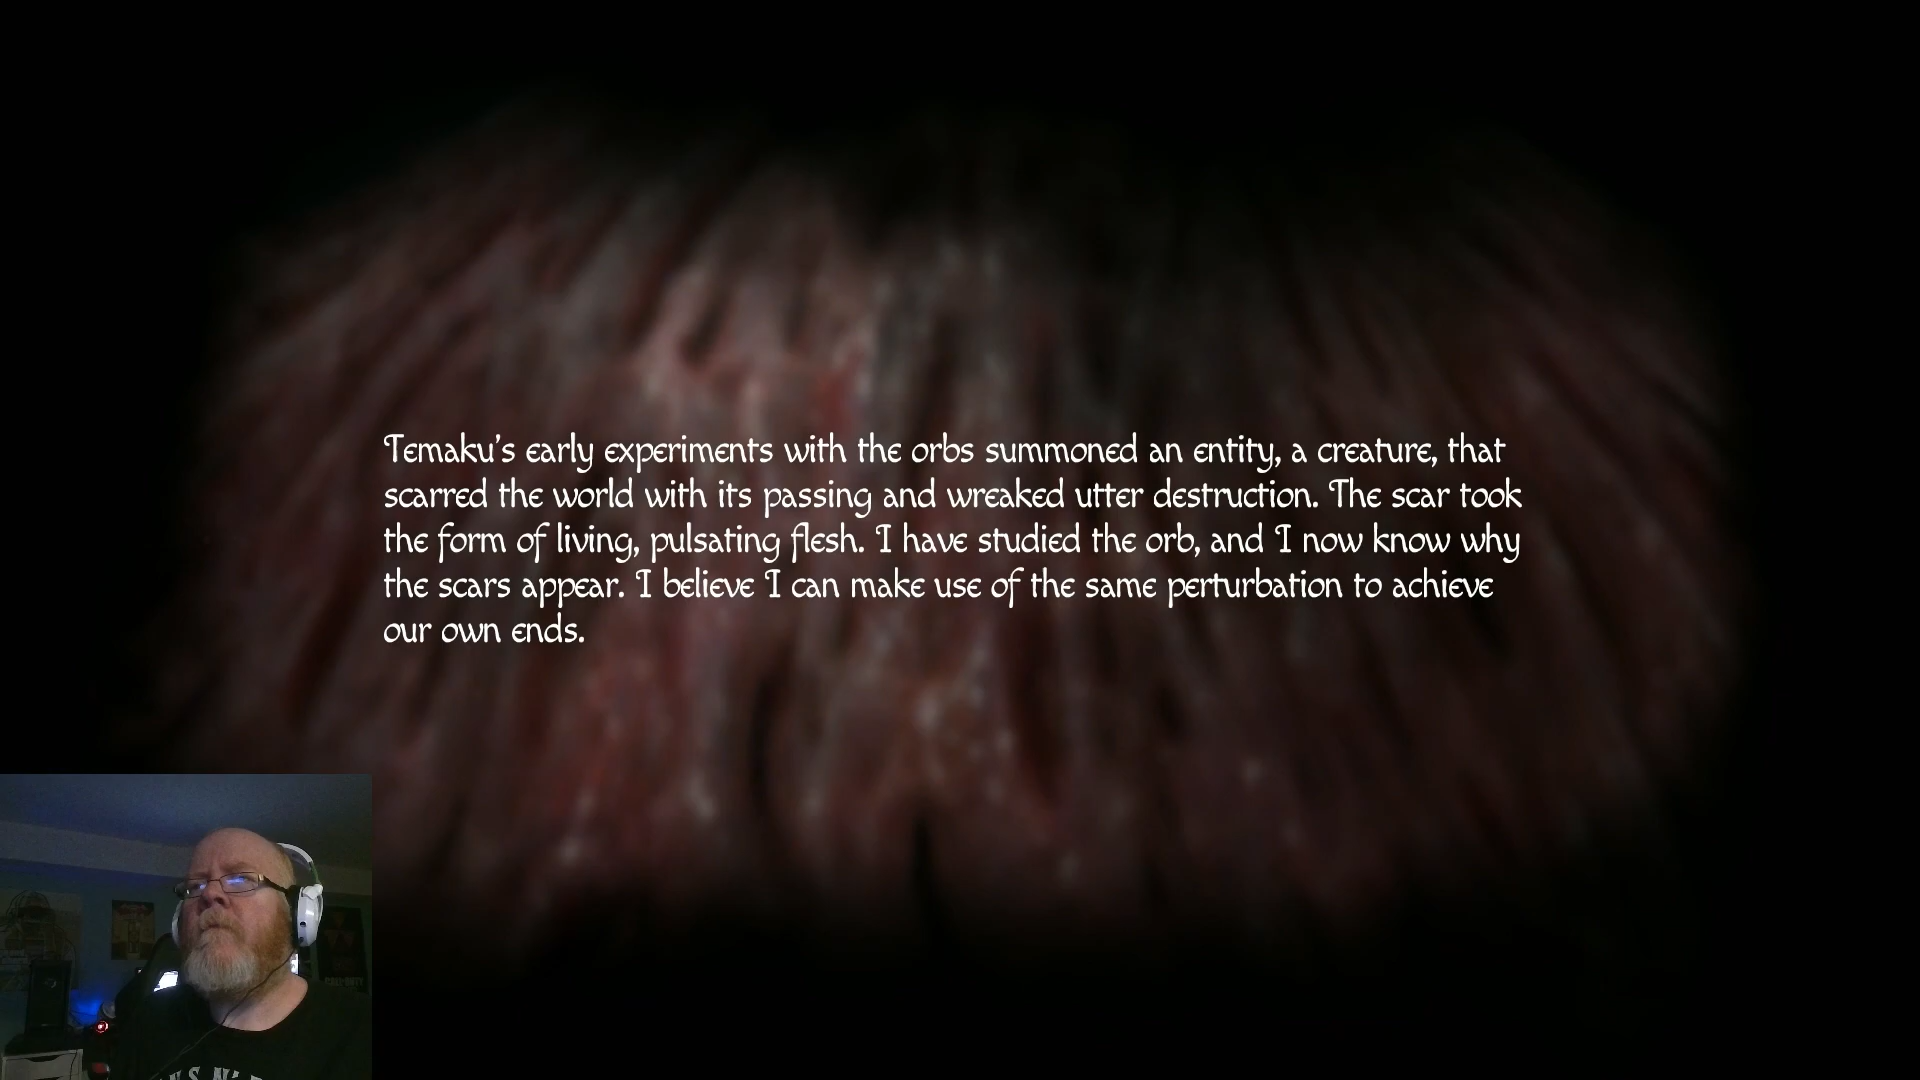 Temaku's early experiments with the orbs summoned an entity, a creature, that
scarred the world with its passing and wreaked utter destruction. The scar took
the form of living, pulsating flesh. I have studied the orb, and I now know why
the scars appear. I believe I can make use of the same perturbation to achieve
our own ends.